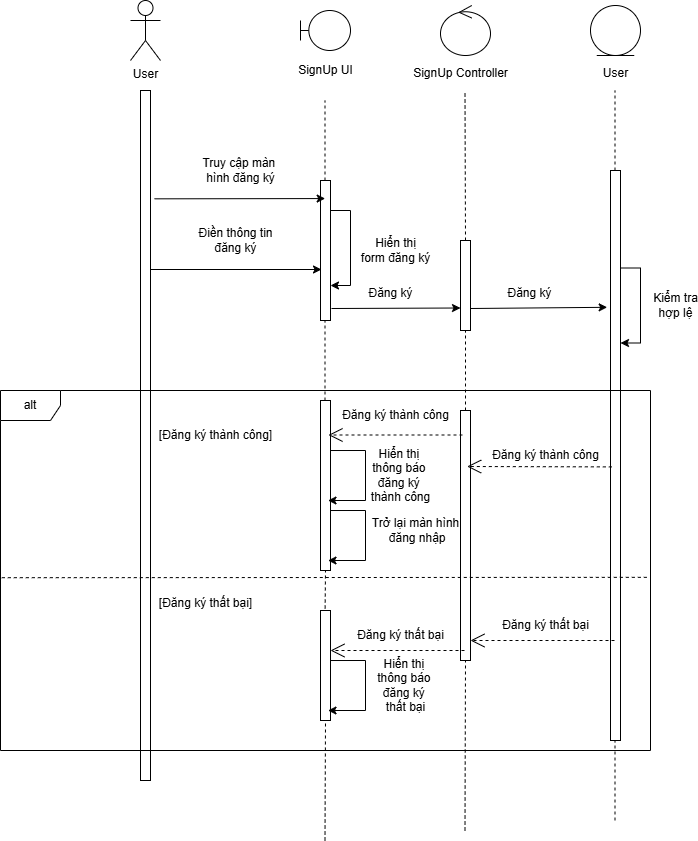 User
SignUp UI
SignUp Controller
User
Truy cập màn
hình đăng ký
Điền thông tin
đăng ký
Hiển thị
form đăng ký
Đăng ký
Đăng ký
Kiểm tra
hợp lệ
alt
[Đăng ký thành công]
Đăng ký thành công
Đăng ký thành công
Hiển thị
thông báo
đăng ký
thành công
Trở lại màn hình
đăng nhập
[Đăng ký thất bại]
Đăng ký thất bại
Đăng ký thất bại
Hiển thị
thông báo
đăng ký
thất bại